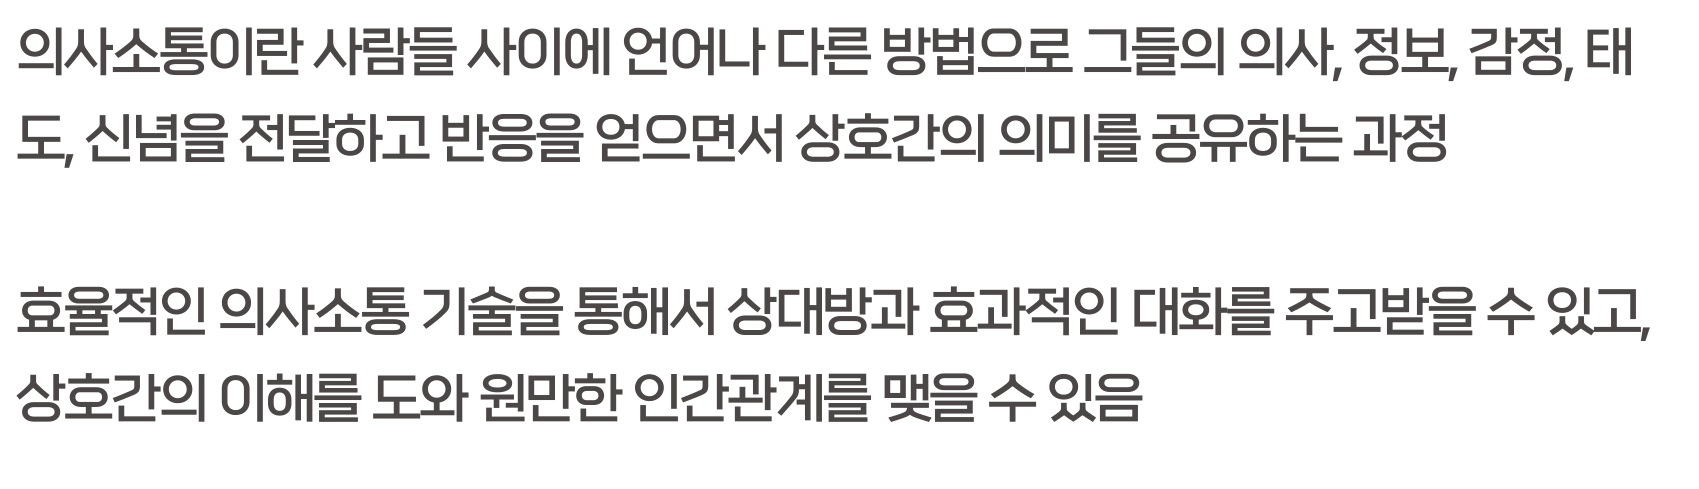 의사소통이란 사람들 사이에 언어나 다른 방법으로 그들의 의사, 정보, 감정, 태
도, 신념을 전달하고 반응을 얻으면서 상호간의 의미를 공유하는 과정
효율적인 의사소통 기술을 통해서 상대방과 효과적인 대화를 주고받을 수 있고,
상호간의 이해를 도와 원만한 인간관계를 맺을 수 있음